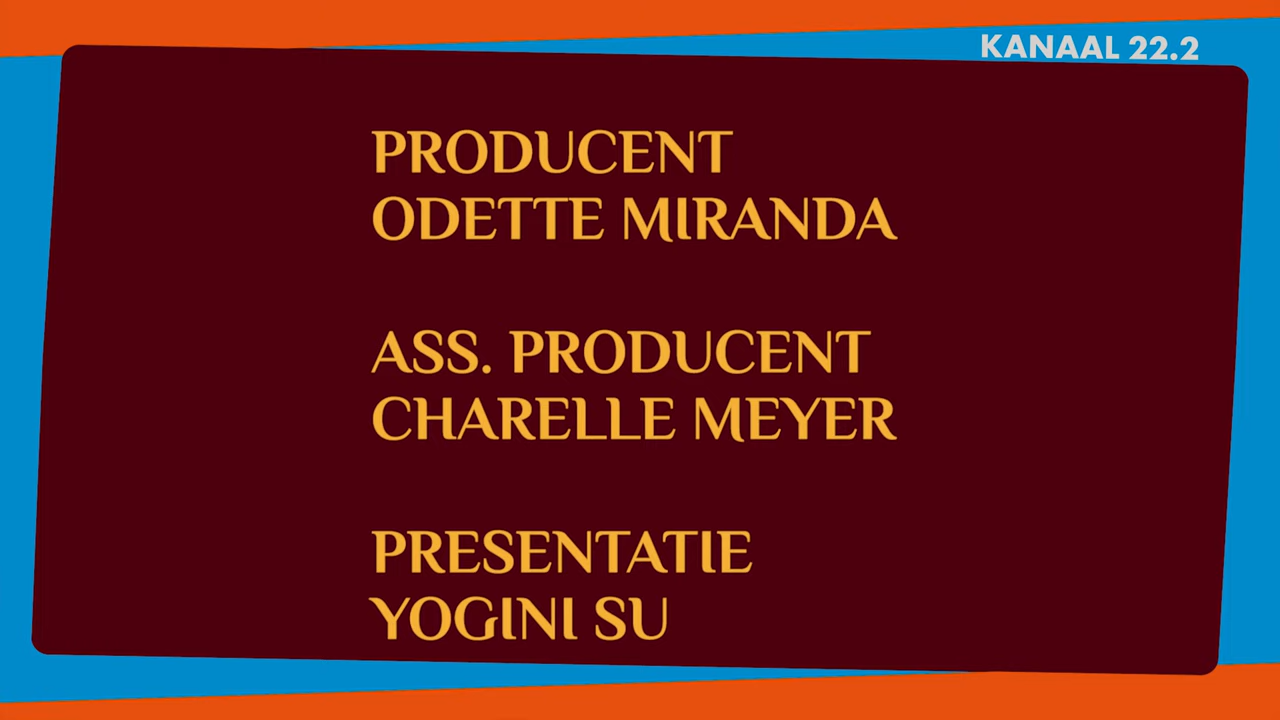 KANAAL 22.2
PRODUCENT
ODETTE MIRANDA
ASS. PRODUCENT
CHARELLE MEYER
PRESENTATIE
YOGINI SU